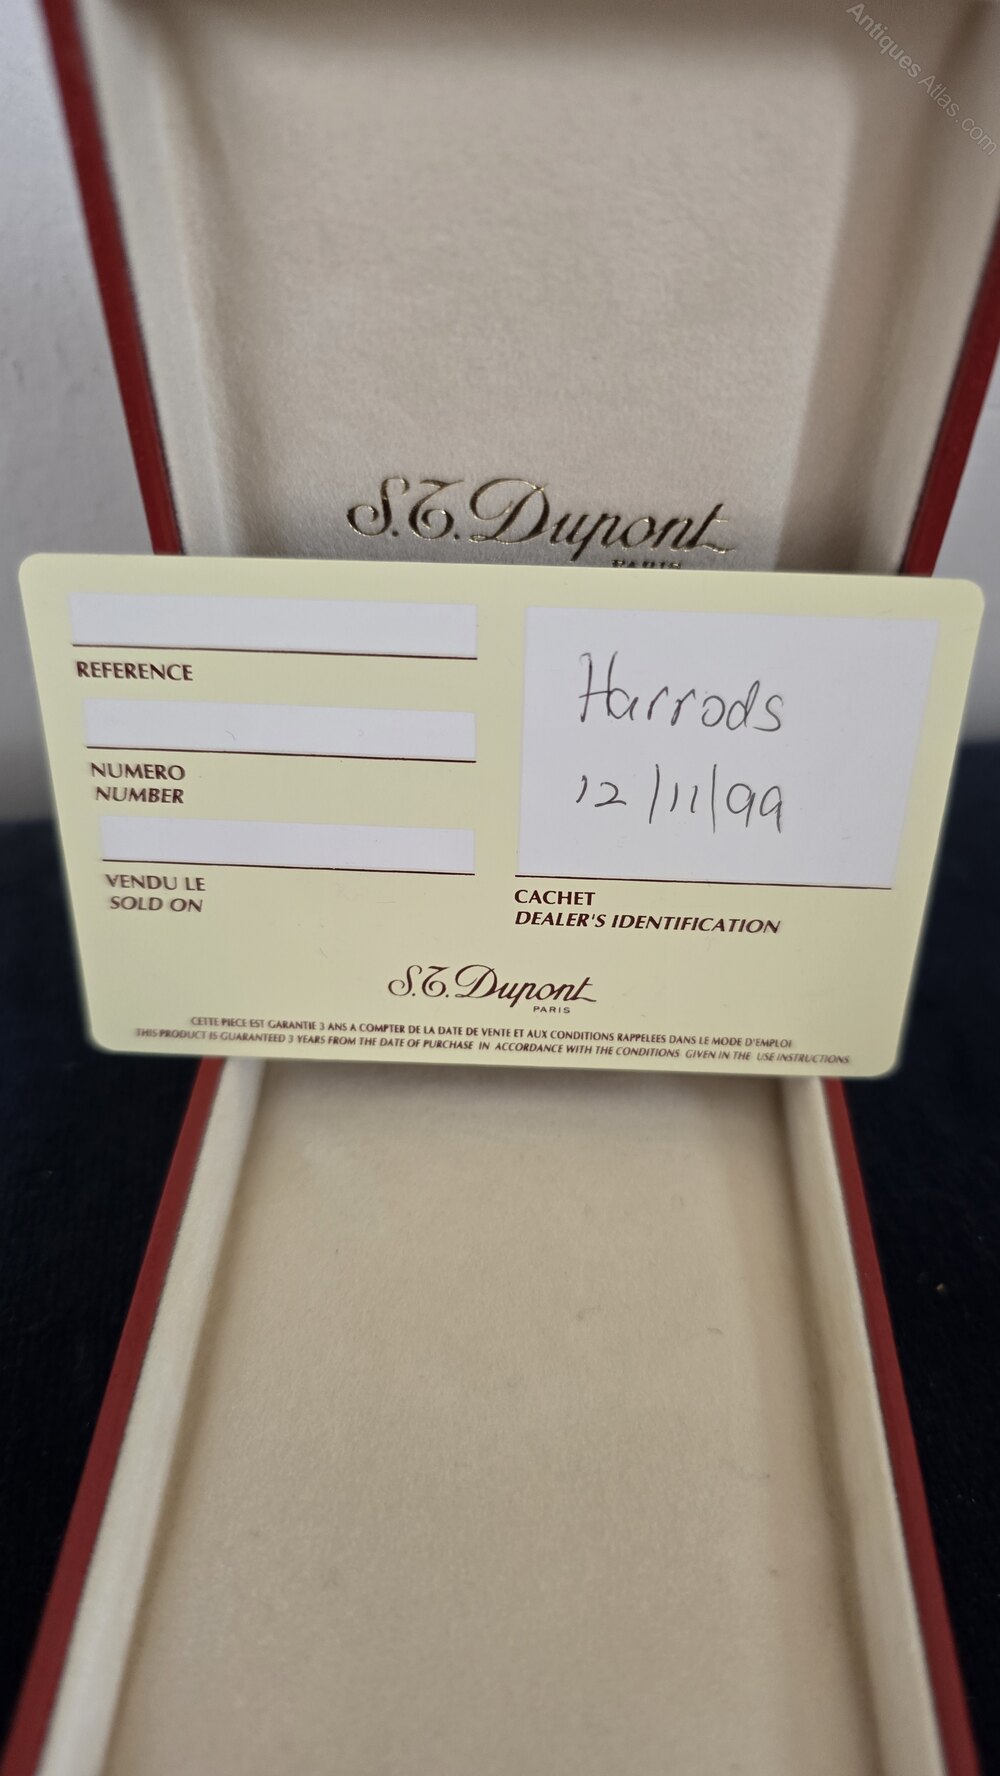 Antiques Atlas.com
S.T. Dupont
PARIS
REFERENCE
NUMERO
NUMBER
VENDU LE
SOLD ON
Harrods
12/11/99
CACHET
DEALER'S IDENTIFICATION
S.T. Dupont
PARIS
CETTE PIECE EST GARANTIE 3 ANS A COMPTER DE LA DATE DE VENTE ET AUX CONDITIONS RAPPELEES DANS LE MODE D'EMPLOI
THIS PRODUCT IS GUARANTEED 3 YEARS FROM THE DATE OF PURCHASE IN ACCORDANCE WITH THE CONDITIONS GIVEN IN THE USE INSTRUCTIONS